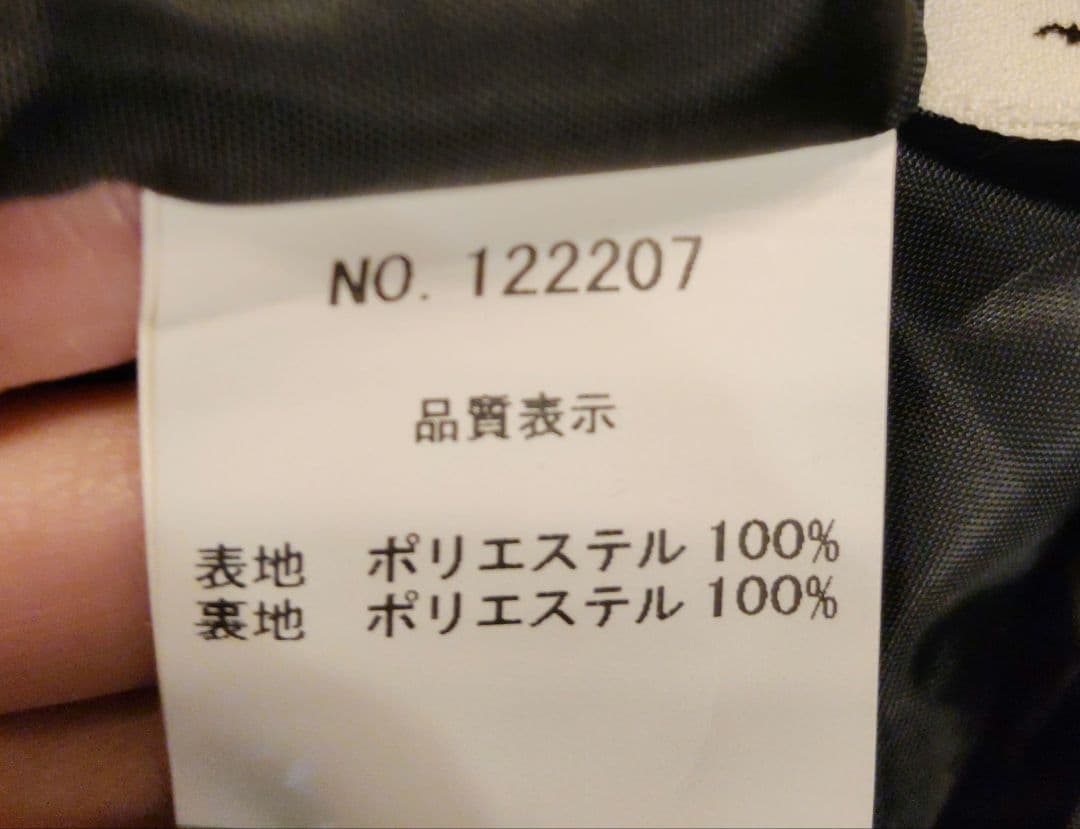 NO. 122207
品質表示
表地　ポリエステル 100%
裏地　ポリエステル 100%